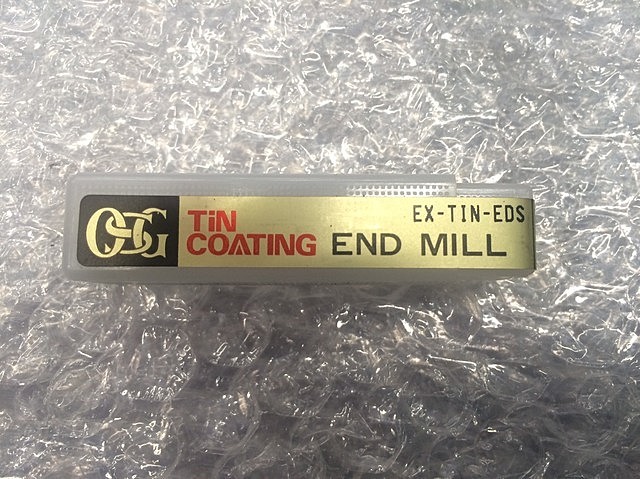 OSG
TiN
COATING END MILL
EX-TIN-EDS